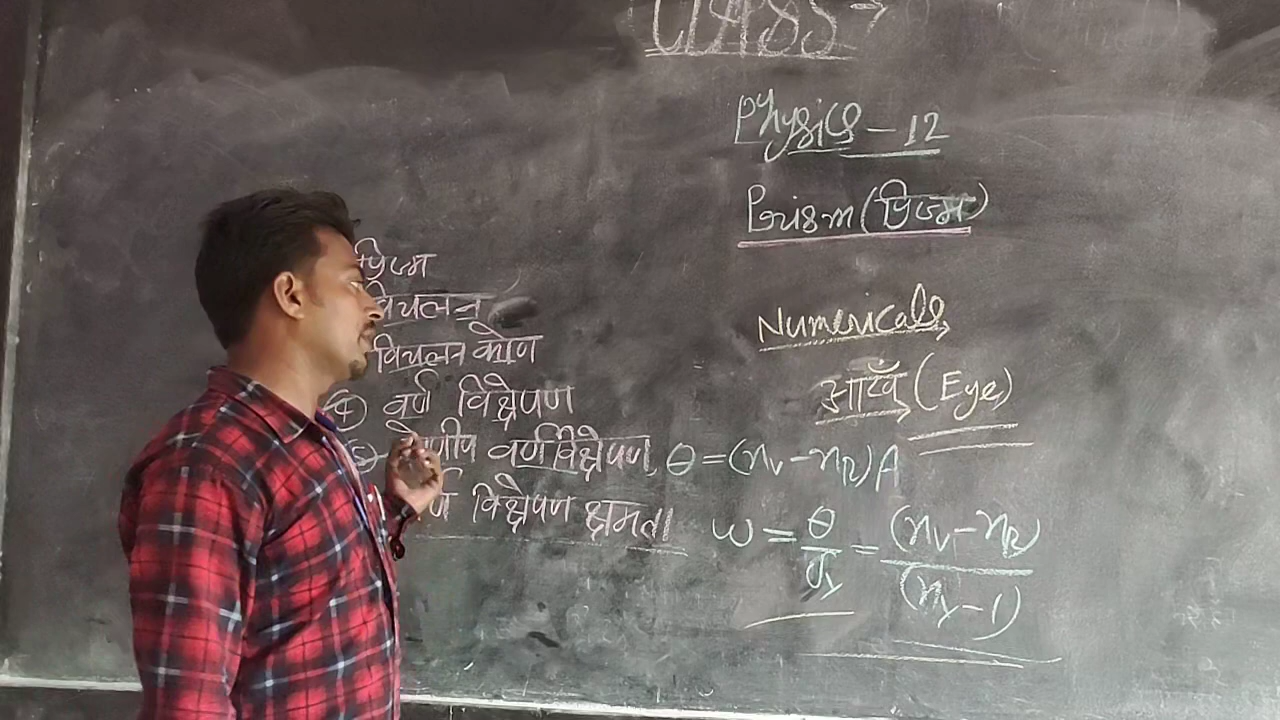 CLASS →
Physics - 12
Prism (प्रिज्म)
प्रिज्म
विचलन
विचलन कोण
④ वर्ण विक्षेपण
⑤ वर्ण विक्षेपण, θ = (nv - nR) A
विक्षेपण क्षमता ω = θ/δy = (nv - nR)/(ny - 1)
Numericals,
आँख (Eye)